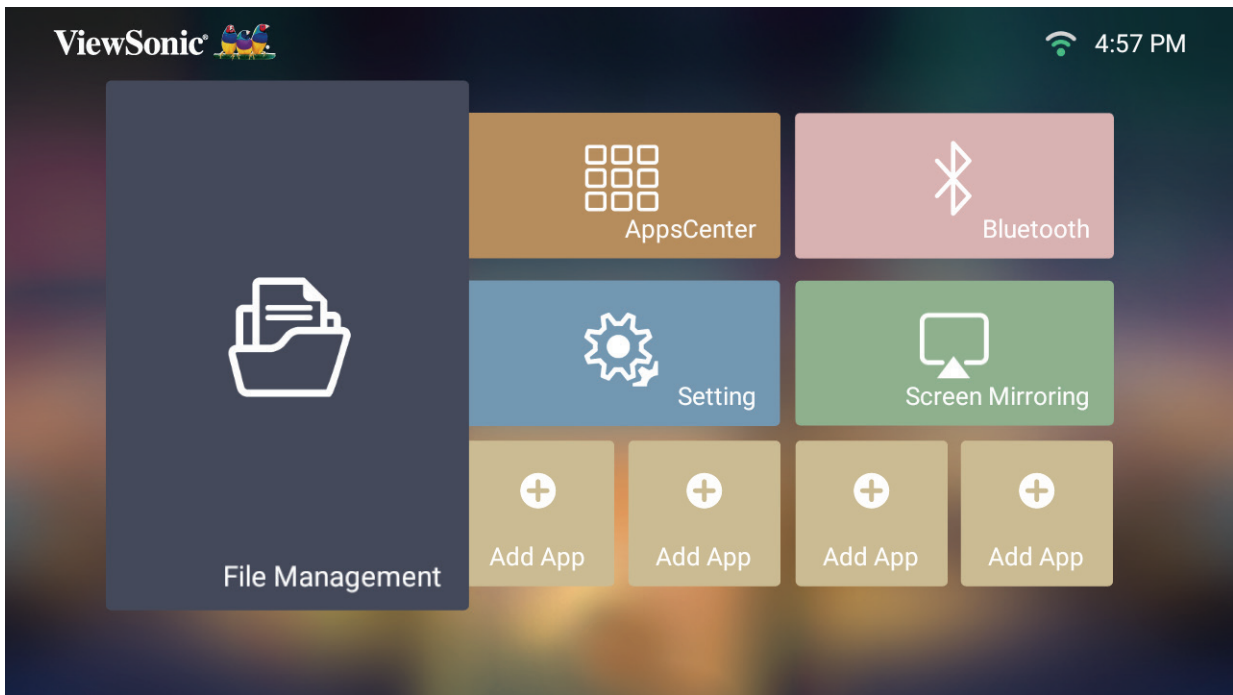 ViewSonic®
4:57 PM
AppsCenter
Bluetooth
Setting
Screen Mirroring
File Management
Add App
Add App
Add App
Add App